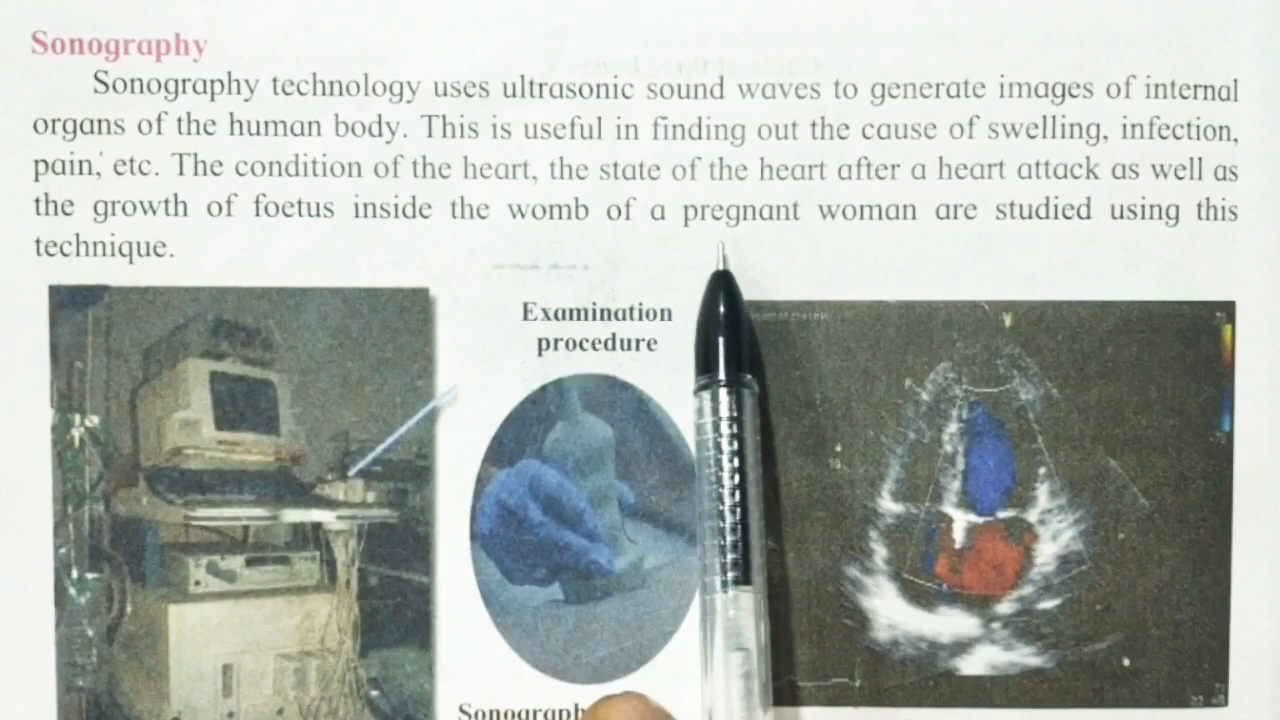 Sonography
Sonography technology uses ultrasonic sound waves to generate images of internal
organs of the human body. This is useful in finding out the cause of swelling, infection,
pain, etc. The condition of the heart, the state of the heart after a heart attack as well as
the growth of foetus inside the womb of a pregnant woman are studied using this
technique.
Examination
procedure